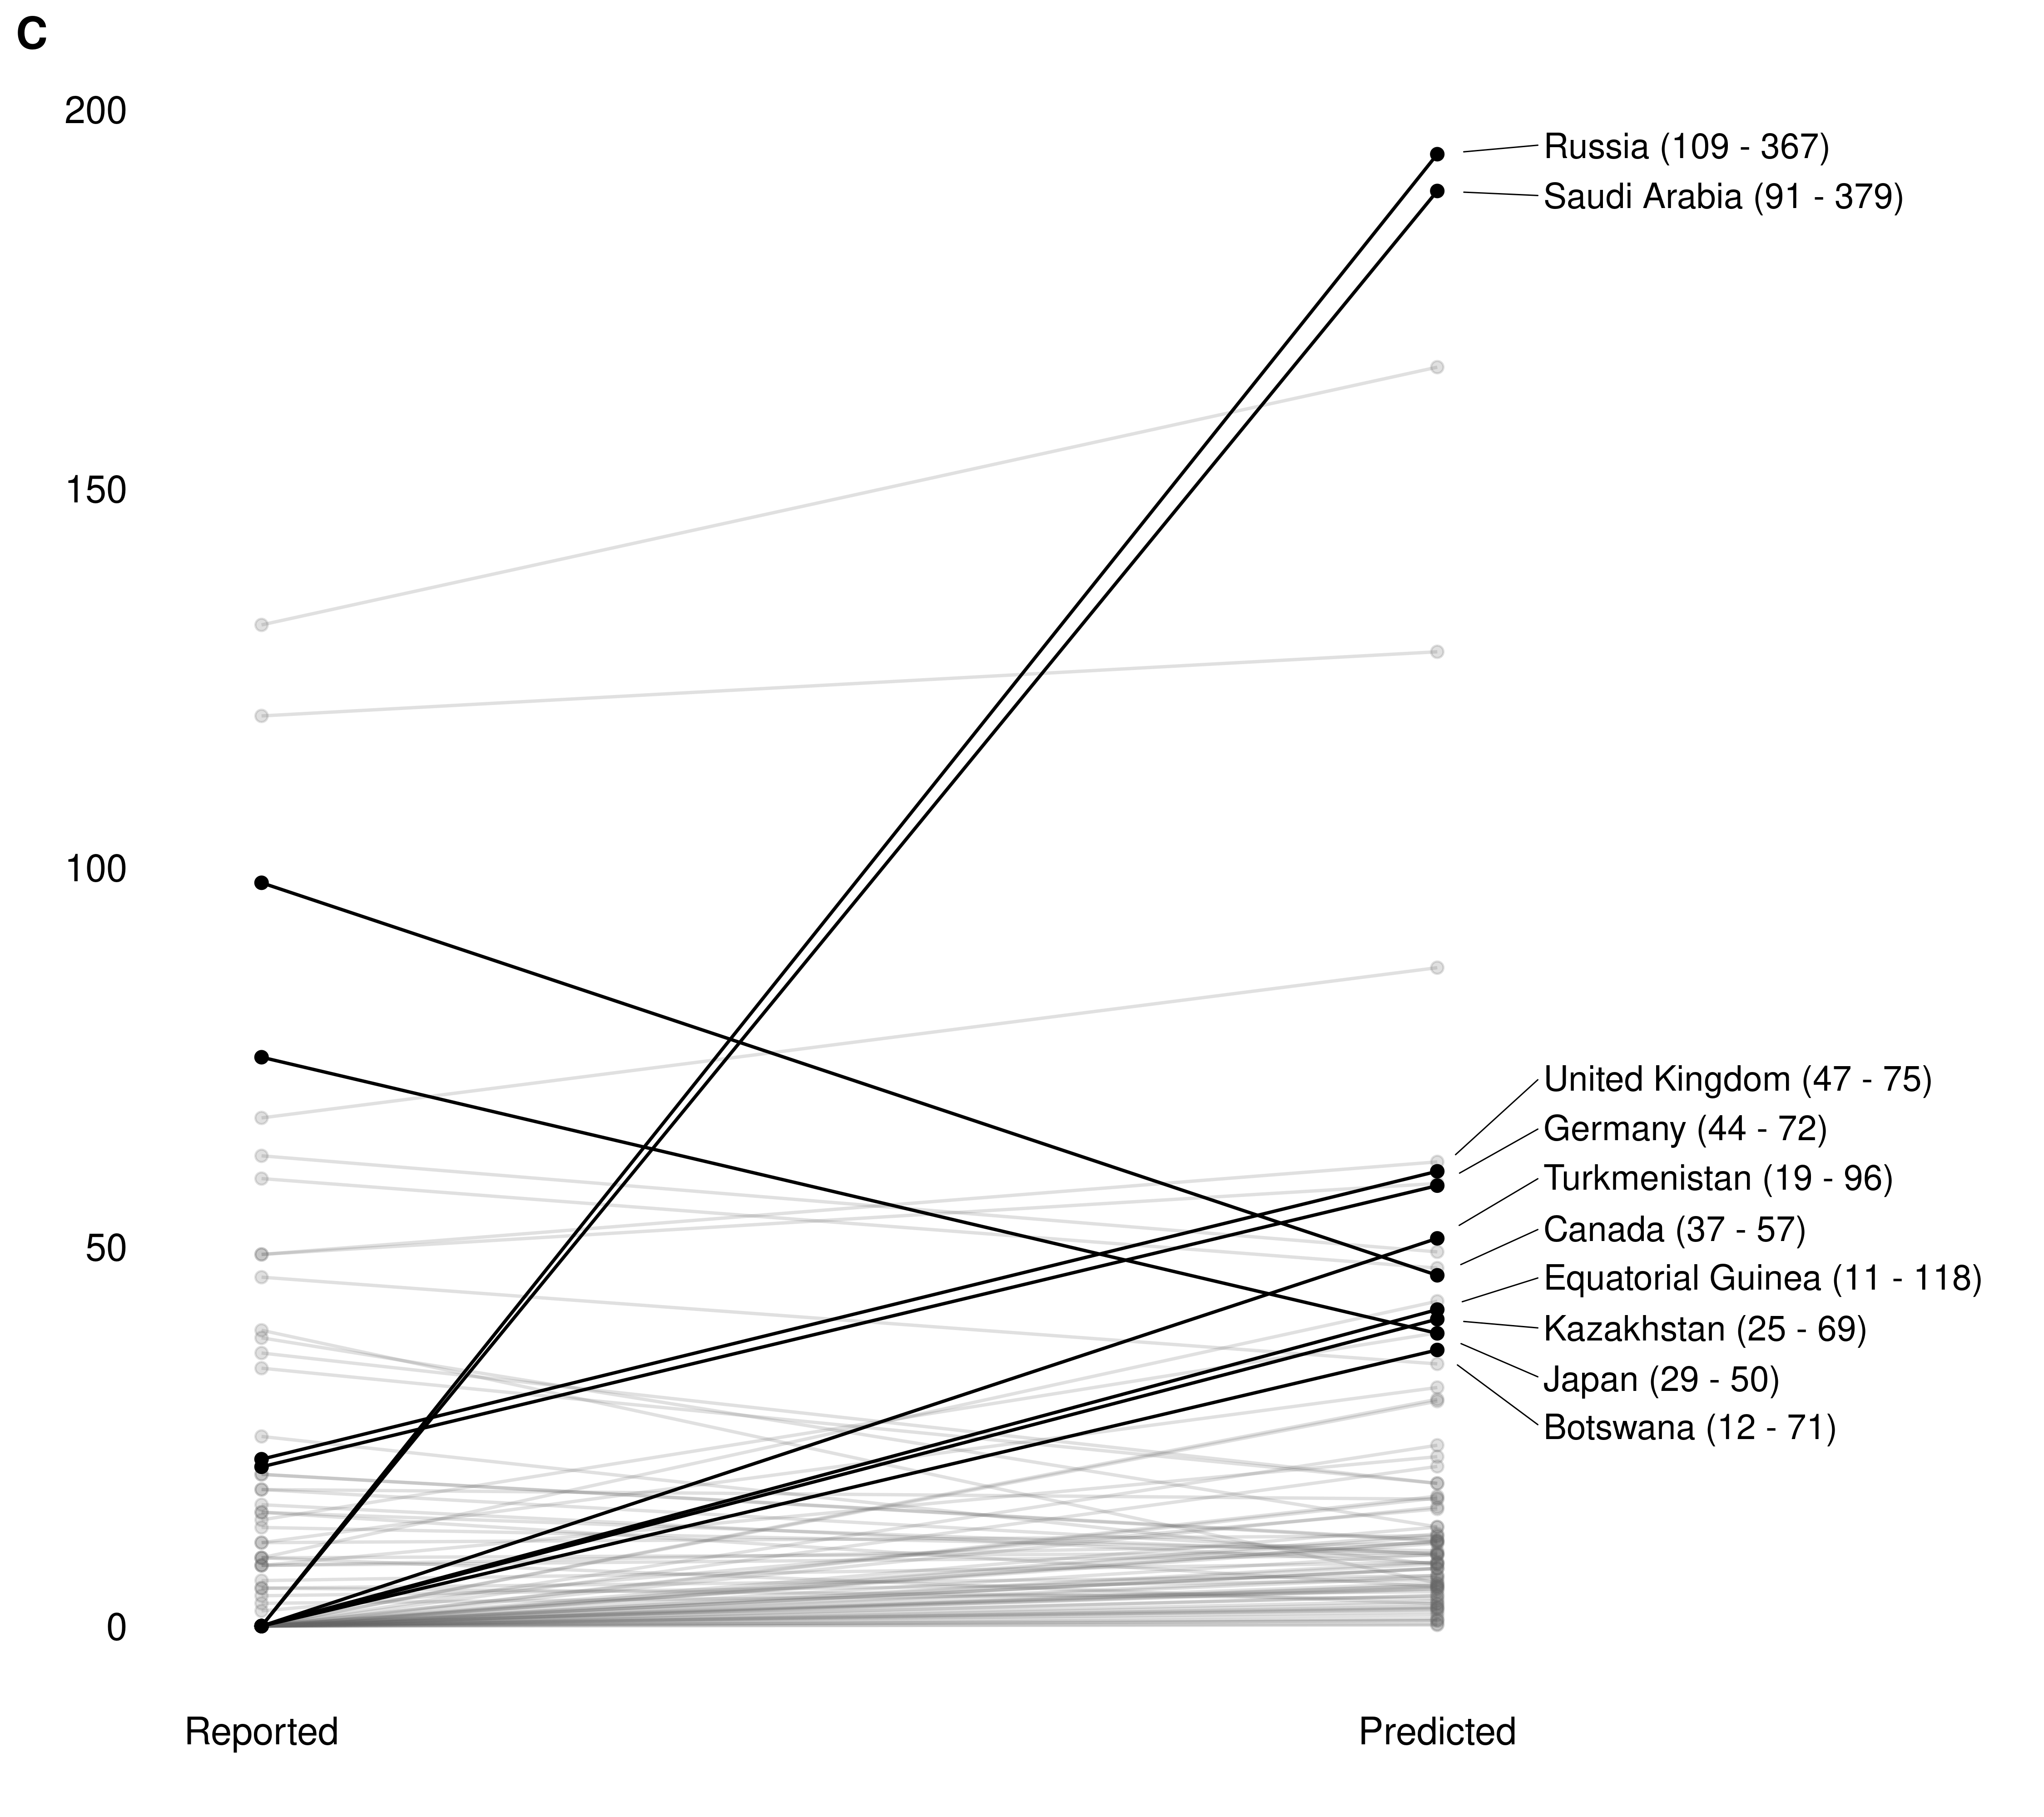 C
200
150
100
50
0
Russia (109 - 367)
Saudi Arabia (91 - 379)
United Kingdom (47 - 75)
Germany (44 - 72)
Turkmenistan (19 - 96)
Canada (37 - 57)
Equatorial Guinea (11 - 118)
Kazakhstan (25 - 69)
Japan (29 - 50)
Botswana (12 - 71)
Reported
Predicted